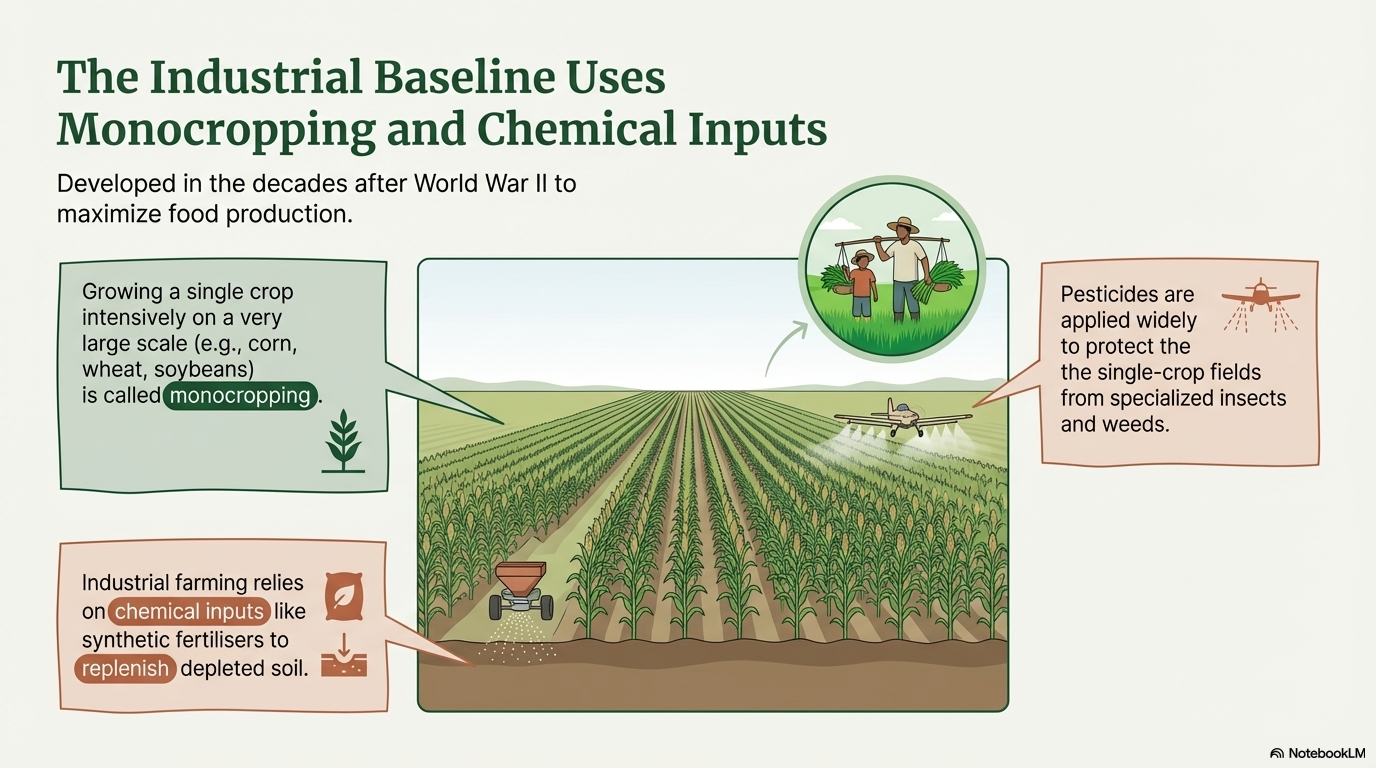 The Industrial Baseline Uses
Monocropping and Chemical Inputs
Developed in the decades after World War II to
maximize food production.
Growing a single crop
intensively on a very
large scale (e.g., corn,
wheat, soybeans)
is called monocropping.
Industrial farming relies
on chemical inputs like
synthetic fertilisers to
replenish depleted soil.
Pesticides are
applied widely
to protect the
the single-crop fields
from specialized insects
and weeds.
NotebookLM